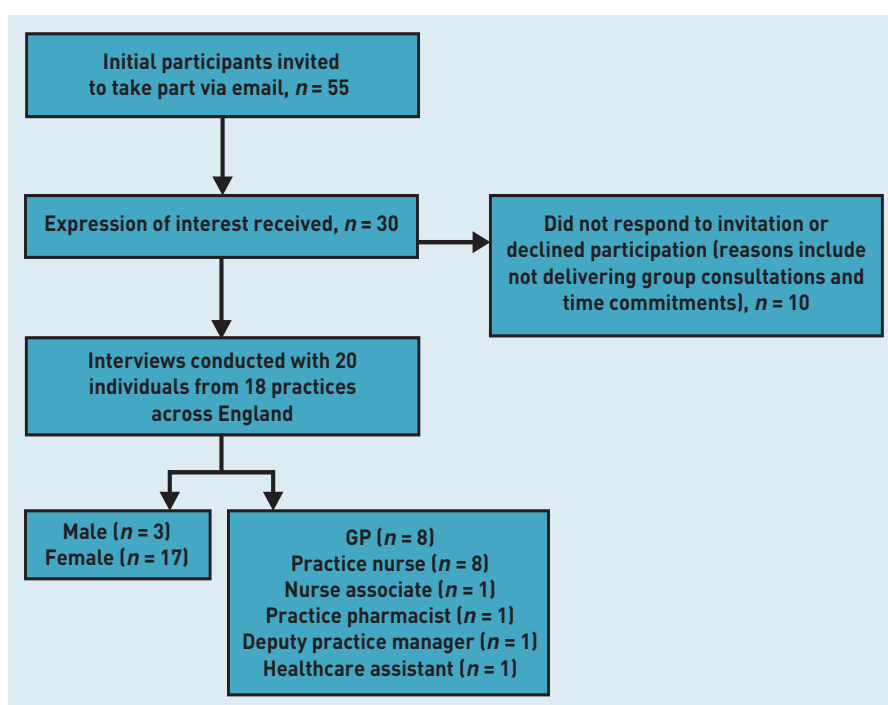 Initial participants invited
to take part via email, n = 55
Expression of interest received, n = 30
Did not respond to invitation or
declined participation (reasons include
not delivering group consultations and
time commitments), n = 10
Interviews conducted with 20
individuals from 18 practices
across England
Male (n = 3)
Female (n = 17)
GP (n = 8)
Practice nurse (n = 8)
Nurse associate (n = 1)
Practice pharmacist (n = 1)
Deputy practice manager (n = 1)
Healthcare assistant (n = 1)